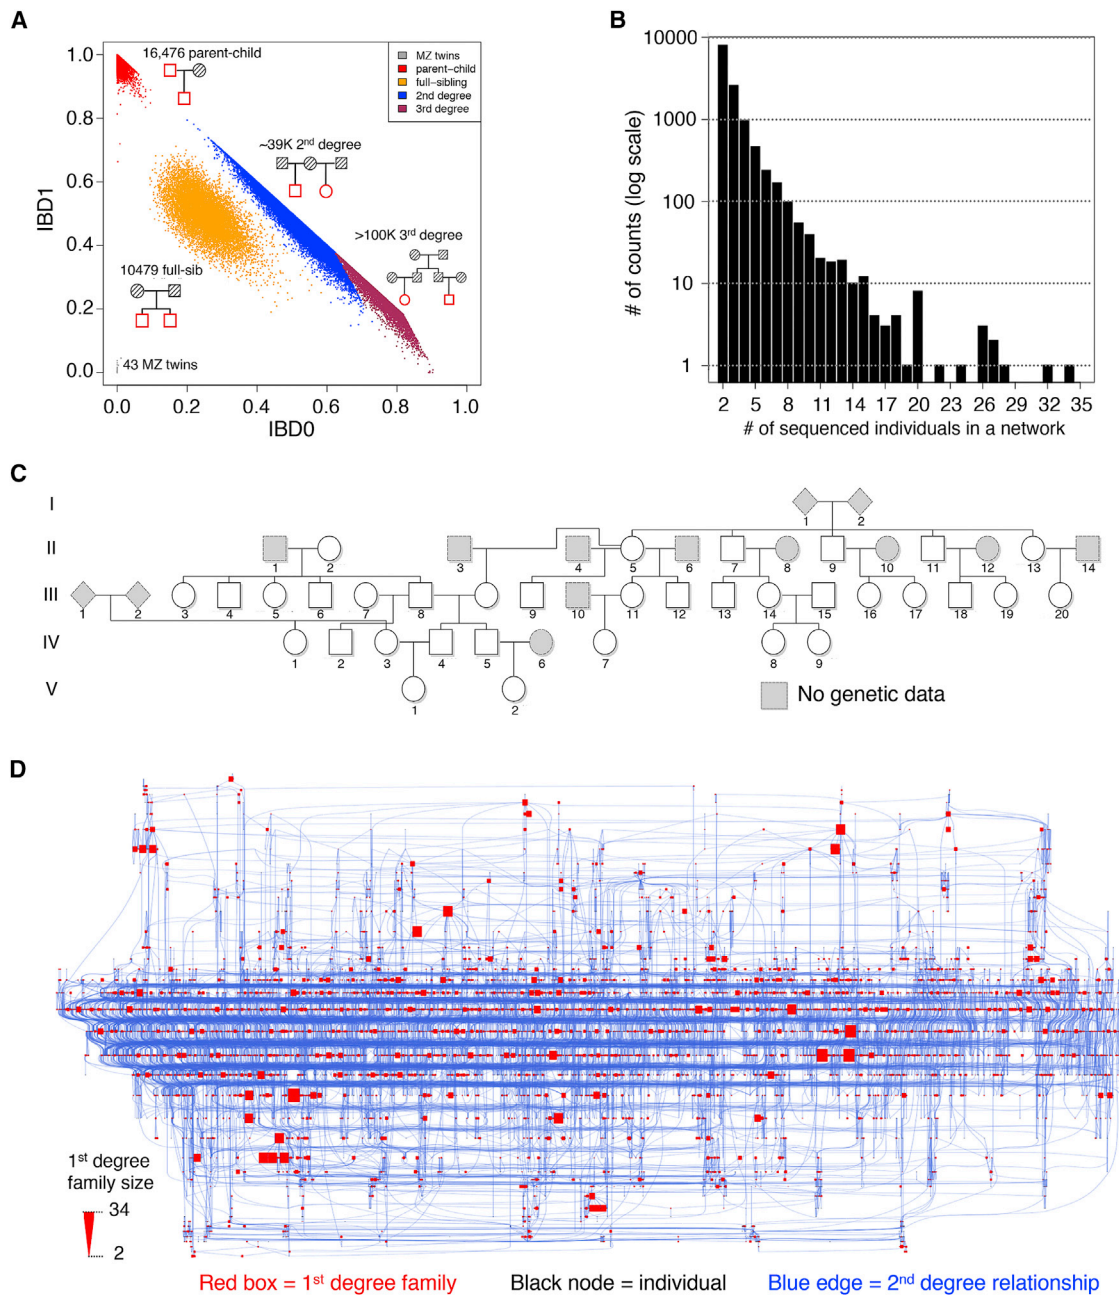 A
1.0
0.8
0.6
0.4
0.2
0.0
IBD1
0.0
0.2
0.4
0.6
0.8
1.0
IBD0
16,476 parent-child
MZ twins
parent-child
full-sibling
2nd degree
3rd degree
~39K 2nd degree
>100K 3rd degree
10479 full-sib
43 MZ twins
B
10000
1000
100
10
1
# of counts (log scale)
2 5 8 11 14 17 20 23 26 29 32 35
# of sequenced individuals in a network
C
I
1 2
II
1 2 3 4 5 6 7 8 9 10 11 12 13 14
III
1 2 3 4 5 6 7 8 9 10 11 12 13 14 15 16 17 18 19 20
IV
1 2 3 4 5 6 7 8 9
V
1 2
No genetic data
D
1st degree
family size
34
2
Red box = 1st degree family
Black node = individual
Blue edge = 2nd degree relationship